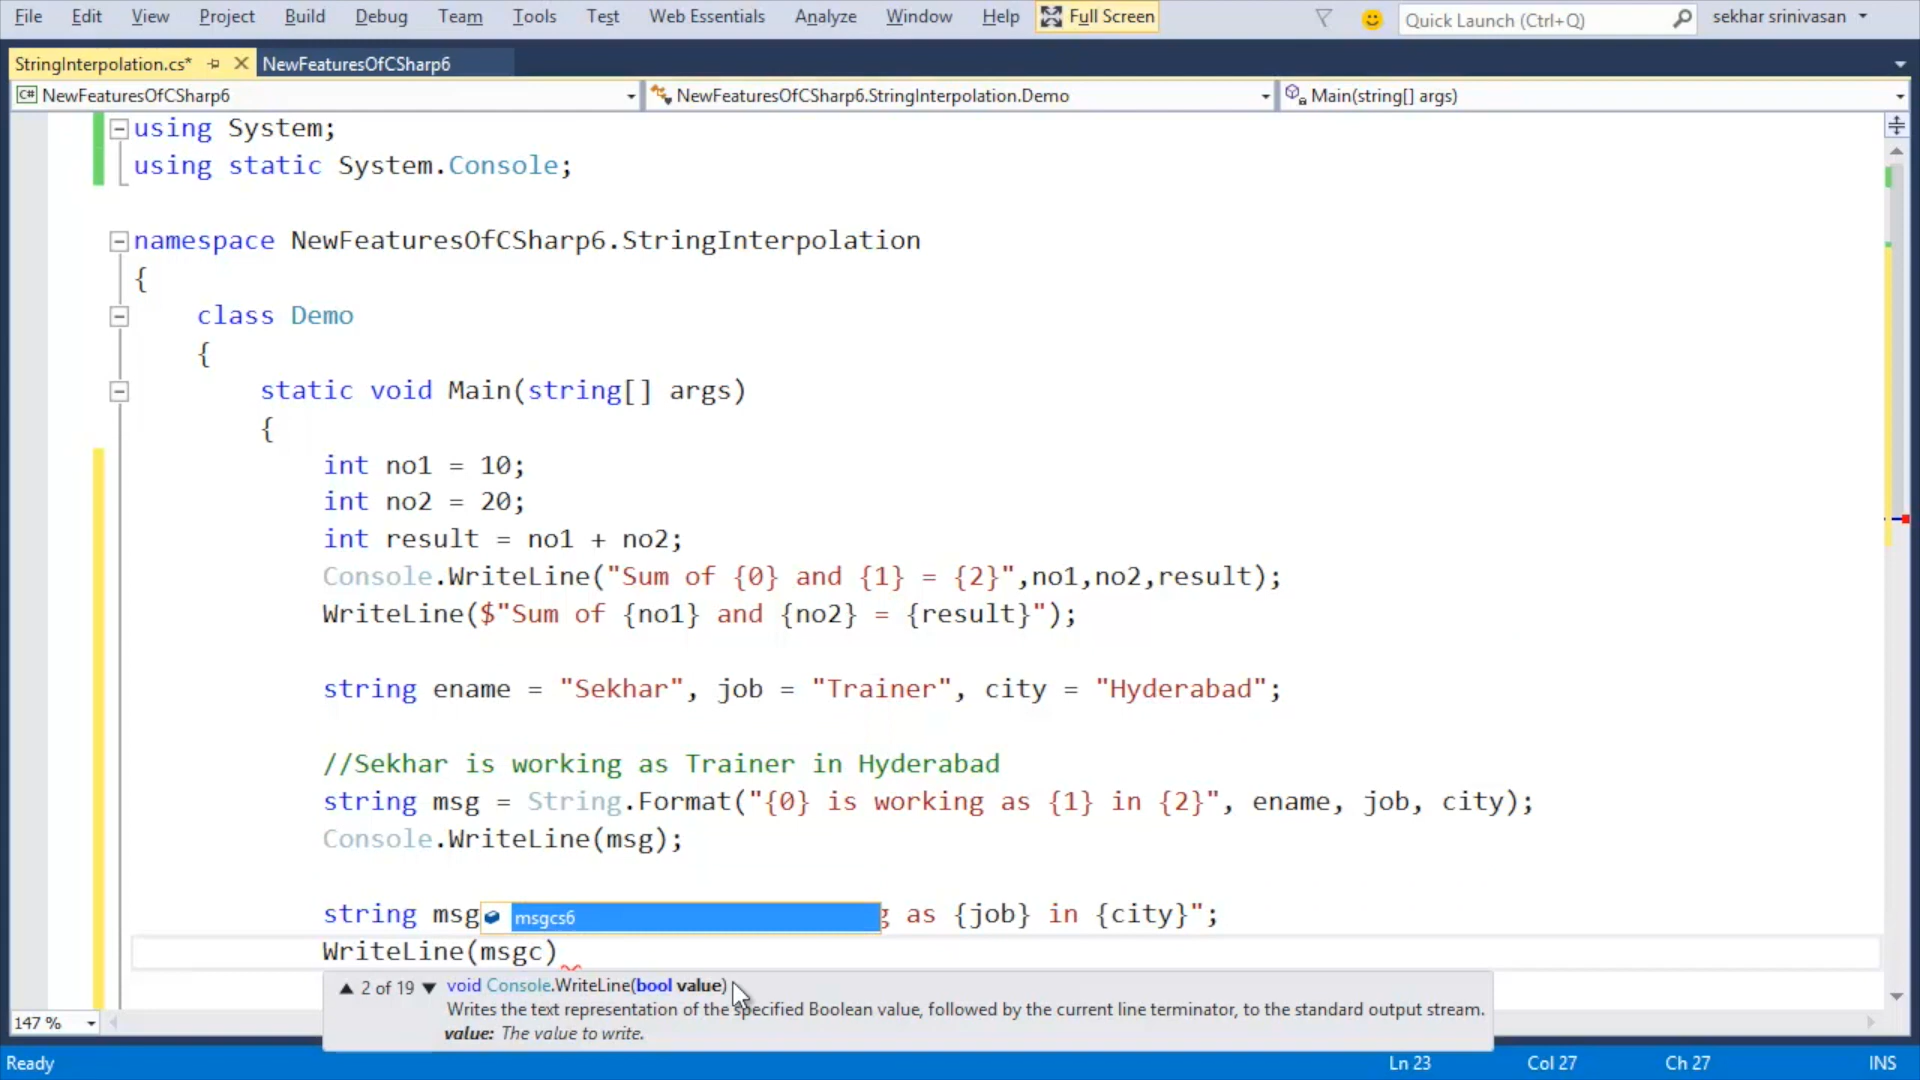 File Edit View Project Build Debug Team Tools Test Web Essentials Analyze Window Help Full Screen Quick Launch (Ctrl+Q) sekhar srinivasan
StringInterpolation.cs* NewFeaturesOfCSharp6
C# NewFeaturesOfCSharp6 NewFeaturesOfCSharp6.StringInterpolation.Demo Main(string[] args)
using System;
using static System.Console;
namespace NewFeaturesOfCSharp6.StringInterpolation
{
class Demo
{
static void Main(string[] args)
{
int no1 = 10;
int no2 = 20;
int result = no1 + no2;
Console.WriteLine("Sum of {0} and {1} = {2}",no1,no2,result);
WriteLine($"Sum of {no1} and {no2} = {result}");
string ename = "Sekhar", job = "Trainer", city = "Hyderabad";
//Sekhar is working as Trainer in Hyderabad
string msg = String.Format("{0} is working as {1} in {2}", ename, job, city);
Console.WriteLine(msg);
string msg msgcs6 g as {job} in {city}";
WriteLine(msgc)
2 of 19 void Console.WriteLine(bool value)
Writes the text representation of the specified Boolean value, followed by the current line terminator, to the standard output stream.
value: The value to write.
147 %
Ready Ln 23 Col 27 Ch 27 INS